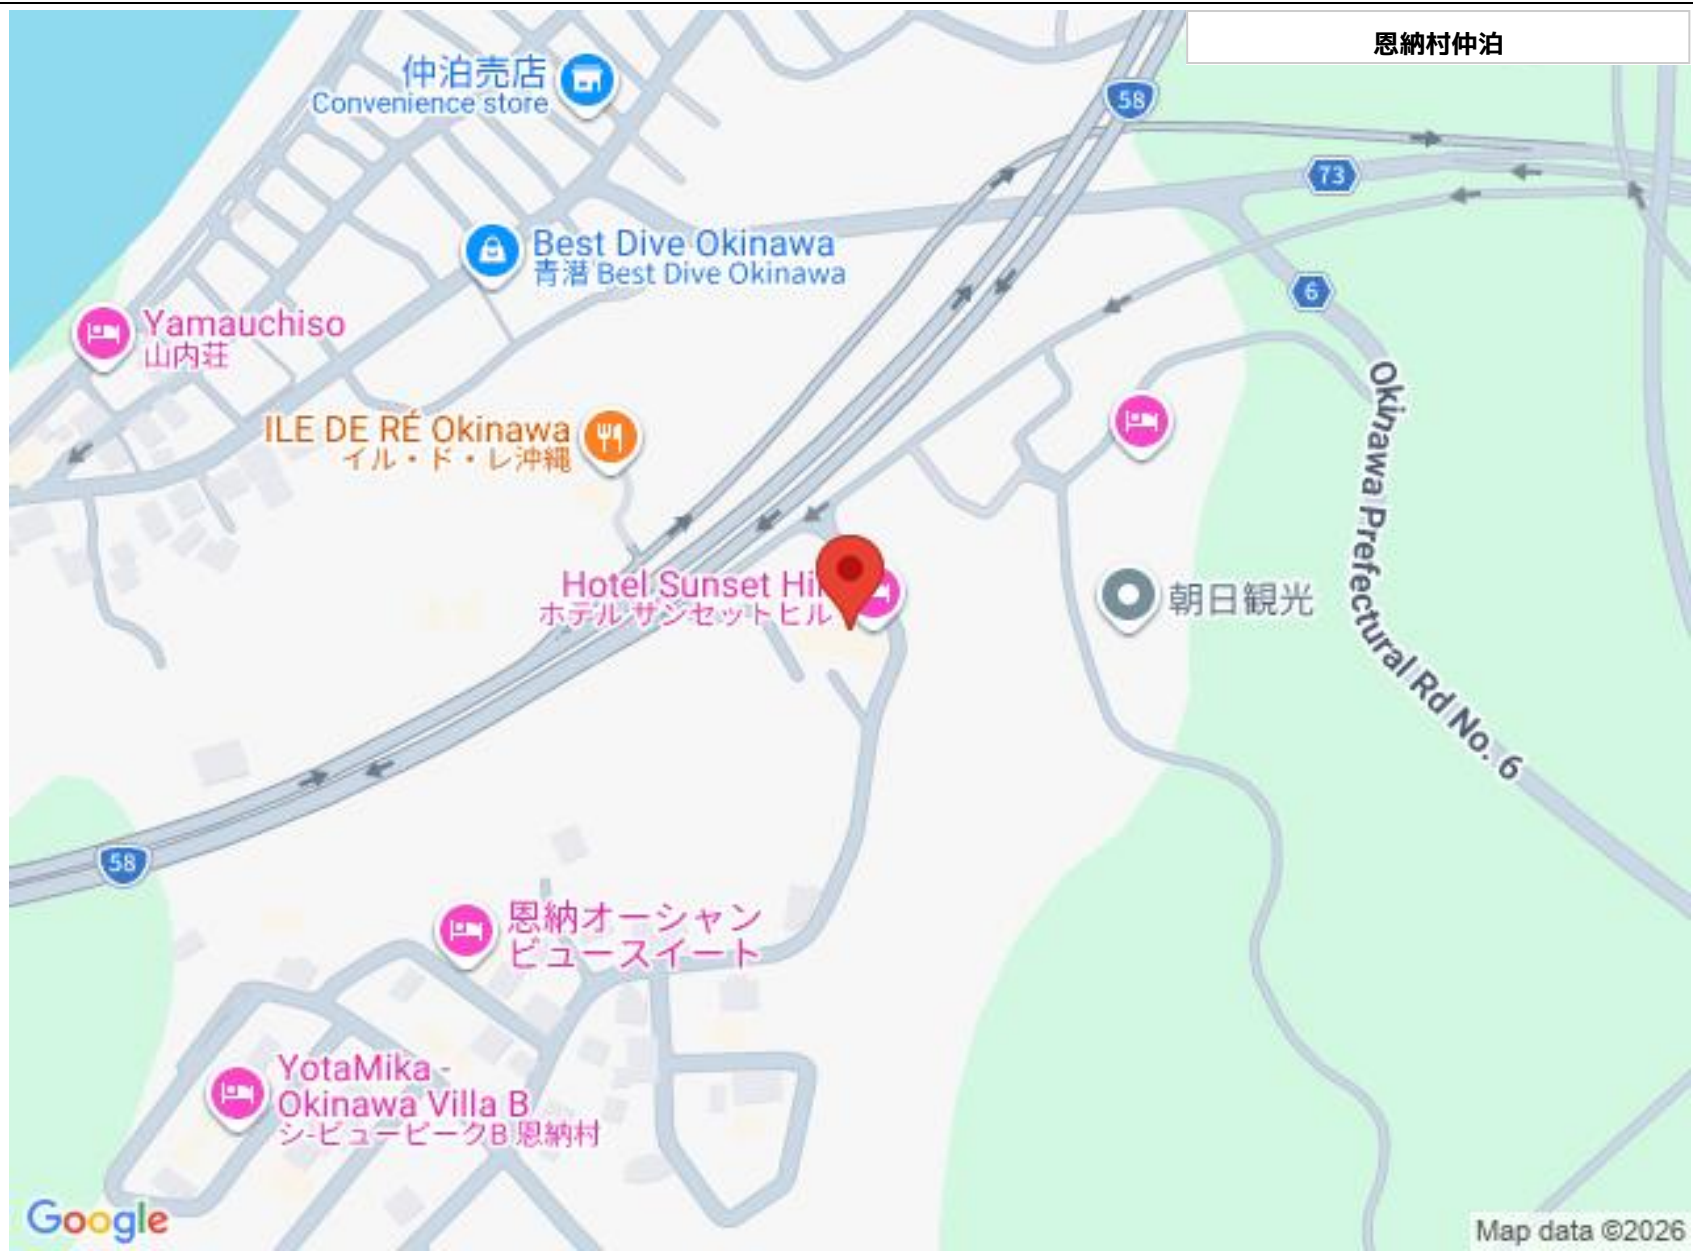 恩納村仲泊
仲泊売店
Convenience store
58
73
Best Dive Okinawa
青潜 Best Dive Okinawa
6
Yamauchiso
山内荘
Okinawa Prefectural Rd No. 6
ILE DE RÉ Okinawa
イル・ド・レ沖縄
Hotel Sunset Hil
ホテル サンセットヒル
朝日観光
58
恩納オーシャン
ビュースイート
YotaMika -
Okinawa Villa B
シ-ビューピークB 恩納村
Google
Map data ©2026